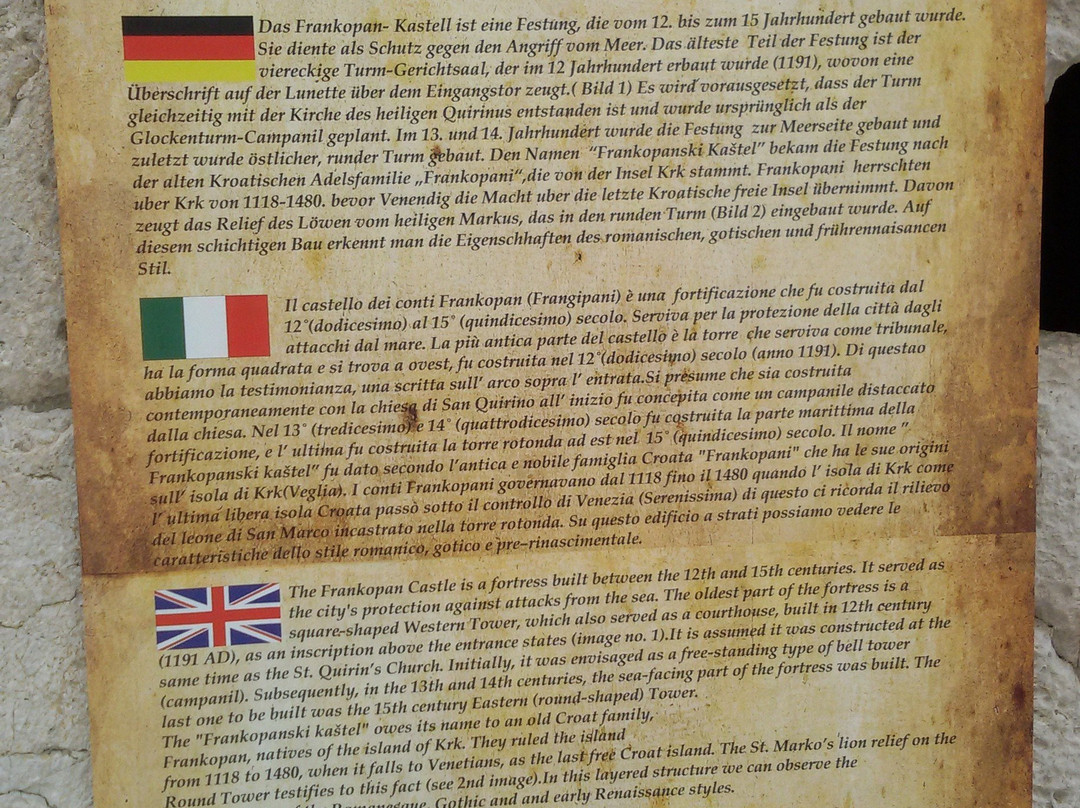 Das Frankopan- Kastell ist eine Festung, die vom 12. bis zum 15 Jahrhundert gebaut wurde.
Sie diente als Schutz gegen den Angriff vom Meer. Das älteste Teil der Festung ist der
viereckige Turm-Gerichtsaal, der im 12 Jahrhundert erbaut wurde (1191), wovon eine
Überschrift auf der Lunette über dem Eingangstor zeugt.( Bild 1) Es wird vorausgesetzt, dass der Turm
gleichzeitig mit der Kirche des heiligen Quirinus entstanden ist und wurde ursprünglich als der
Glockenturm-Campanil geplant. Im 13. und 14. Jahrhundert wurde die Festung zur Meerseite gebaut und
zuletzt wurde östlicher, runder Turm gebaut. Den Namen “Frankopanski Kaštel” bekam die Festung nach
der alten Kroatischen Adelsfamilie „Frankopani“,die von der Insel Krk stammt. Frankopani herrschten
uber Krk von 1118-1480. bevor Venendig die Macht uber die letzte Kroatische freie Insel übernimmt. Davon
zeugt das Relief des Löwen vom heiligen Markus, das in den runden Turm (Bild 2) eingebaut wurde. Auf
diesem schichtigen Bau erkennt man die Eigenschhaften des romanischen, gotischen und frührennaisancen
Stil.
Il castello dei conti Frankopan (Frangipani) è una fortificazione che fu costruita dal
12°(dodicesimo) al 15° (quindicesimo) secolo. Serviva per la protezione della città dagli
attacchi dal mare. La più antica parte del castello è la torre che serviva come tribunale,
ha la forma quadrata e si trova a ovest, fu costruita nel 12°(dodicesimo) secolo (anno 1191). Di questao
abbiamo la testimonianza, una scritta sull’ arco sopra l’ entrata.Si presume che sia costruita
contemporaneamente con la chiesa di San Quirino all’ inizio fu concepita come un campanile distaccato
dalla chiesa. Nel 13° (tredicesimo) e 14° (quattrodicesimo) secolo fu costruita la parte marittima della
fortificazione, e l’ ultima fu costruita la torre rotonda ad est nel 15° (quindicesimo) secolo. Il nome ”
Frankopanski kaštel” fu dato secondo l’antica e nobile famiglia Croata "Frankopani" che ha le sue origini
sull’ isola di Krk(Veglia). I conti Frankopani governavano dal 1118 fino il 1480 quando l’ isola di Krk come
l’ ultima libera isola Croata passò sotto il controllo di Venezia (Serenissima) di questo ci ricorda il rilievo
del leone di San Marco incastrato nella torre rotonda. Su questo edificio a strati possiamo vedere le
caratteristiche dello stile romanico, gotico e pre–rinascimentale.
The Frankopan Castle is a fortress built between the 12th and 15th centuries. It served as
the city's protection against attacks from the sea. The oldest part of the fortress is a
square-shaped Western Tower, which also served as a courthouse, built in 12th century
(1191 AD), as an inscription above the entrance states (image no. 1).It is assumed it was constructed at the
same time as the St. Quirin’s Church. Initially, it was envisaged as a free-standing type of bell tower
(campanil). Subsequently, in the 13th and 14th centuries, the sea-facing part of the fortress was built. The
last one to be built was the 15th century Eastern (round-shaped) Tower.
The "Frankopanski kaštel" owes its name to an old Croat family,
Frankopan, natives of the island of Krk. They ruled the island
from 1118 to 1480, when it falls to Venetians, as the last free Croat island. The St. Marko’s lion relief on the
Round Tower testifies to this fact (see 2nd image).In this layered structure we can observe the
Romanesque, Gothic and and early Renaissance styles.